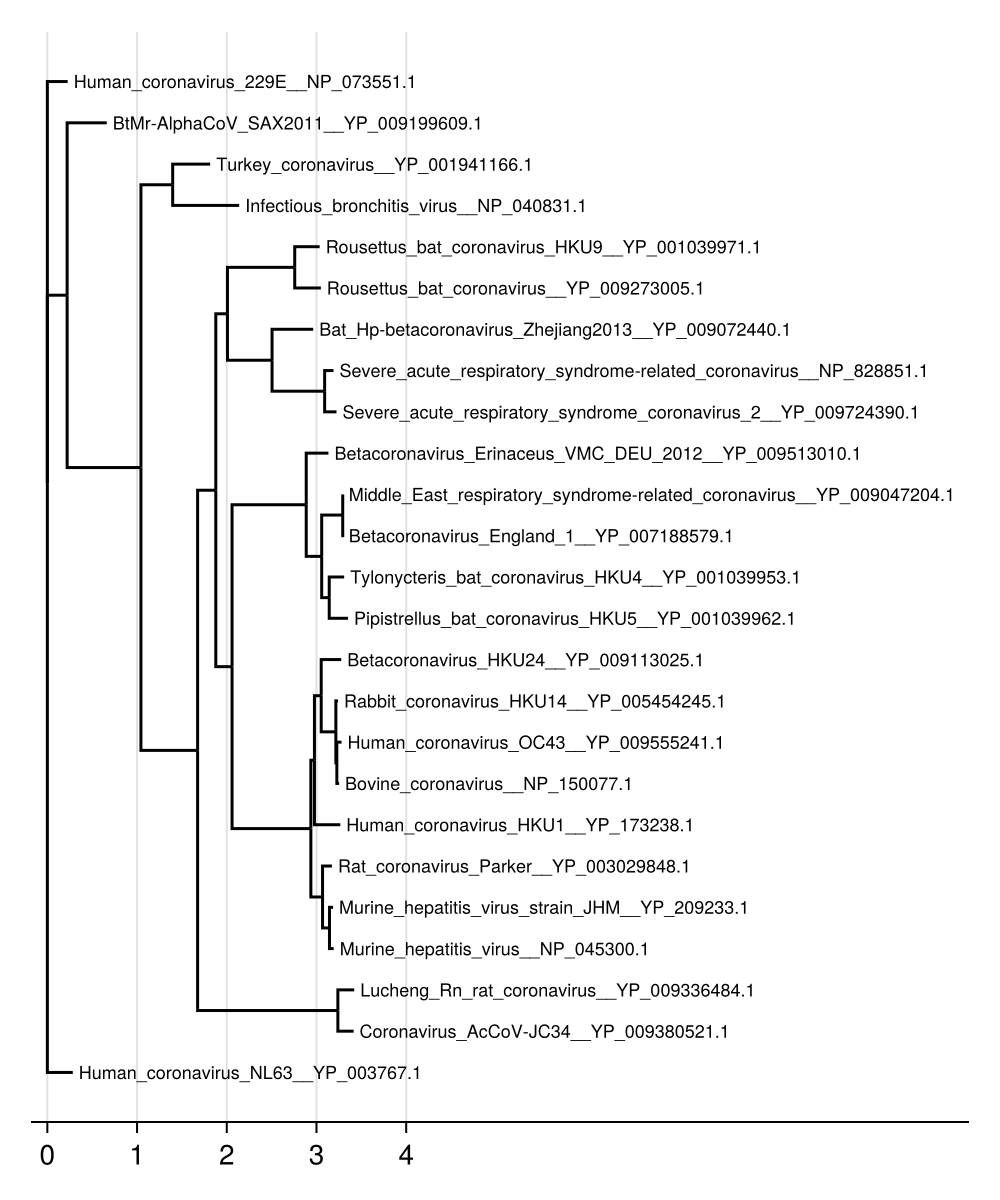 Human_coronavirus_229E__NP_073551.1
BtMr-AlphaCoV_SAX2011__YP_009199609.1
Turkey_coronavirus__YP_001941166.1
Infectious_bronchitis_virus__NP_040831.1
Rousettus_bat_coronavirus_HKU9__YP_001039971.1
Rousettus_bat_coronavirus__YP_009273005.1
Bat_Hp-betacoronavirus_Zhejiang2013__YP_009072440.1
Severe_acute_respiratory_syndrome-related_coronavirus__NP_828851.1
Severe_acute_respiratory_syndrome_coronavirus_2__YP_009724390.1
Betacoronavirus_Erinaceus_VMC_DEU_2012__YP_009513010.1
Middle_East_respiratory_syndrome-related_coronavirus__YP_009047204.1
Betacoronavirus_England_1__YP_007188579.1
Tylonycteris_bat_coronavirus_HKU4__YP_001039953.1
Pipistrellus_bat_coronavirus_HKU5__YP_001039962.1
Betacoronavirus_HKU24__YP_009113025.1
Rabbit_coronavirus_HKU14__YP_005454245.1
Human_coronavirus_OC43__YP_009555241.1
Bovine_coronavirus__NP_150077.1
Human_coronavirus_HKU1__YP_173238.1
Rat_coronavirus_Parker__YP_003029848.1
Murine_hepatitis_virus_strain_JHM__YP_209233.1
Murine_hepatitis_virus__NP_045300.1
Lucheng_Rn_rat_coronavirus__YP_009336484.1
Coronavirus_AcCoV-JC34__YP_009380521.1
Human_coronavirus_NL63__YP_003767.1
0 1 2 3 4